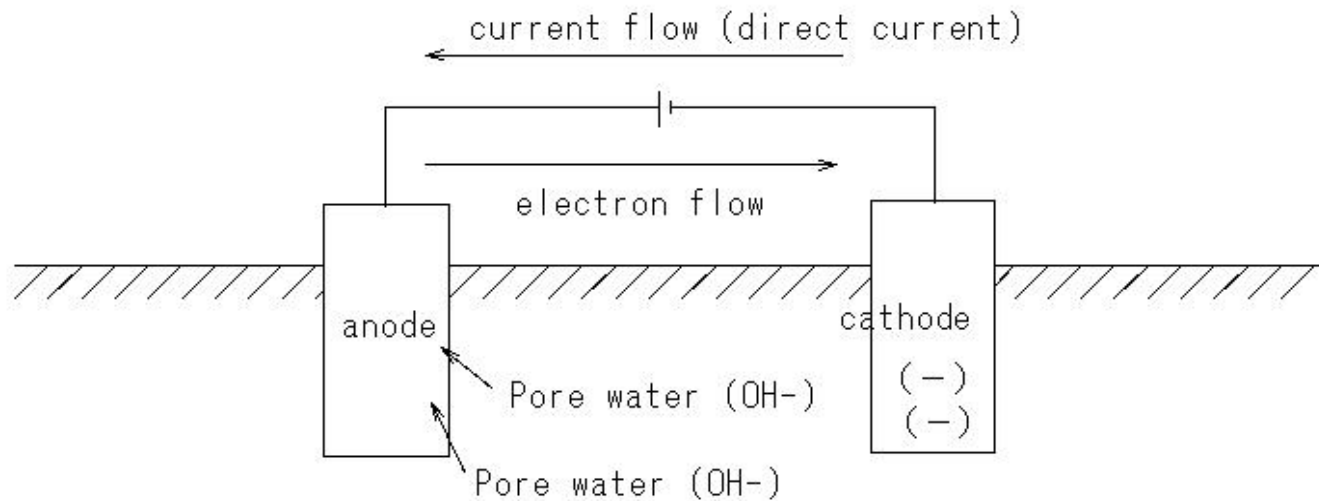 current flow (direct current)
electron flow
anode
cathode
(-)
(-)
Pore water (OH-)
Pore water (OH-)